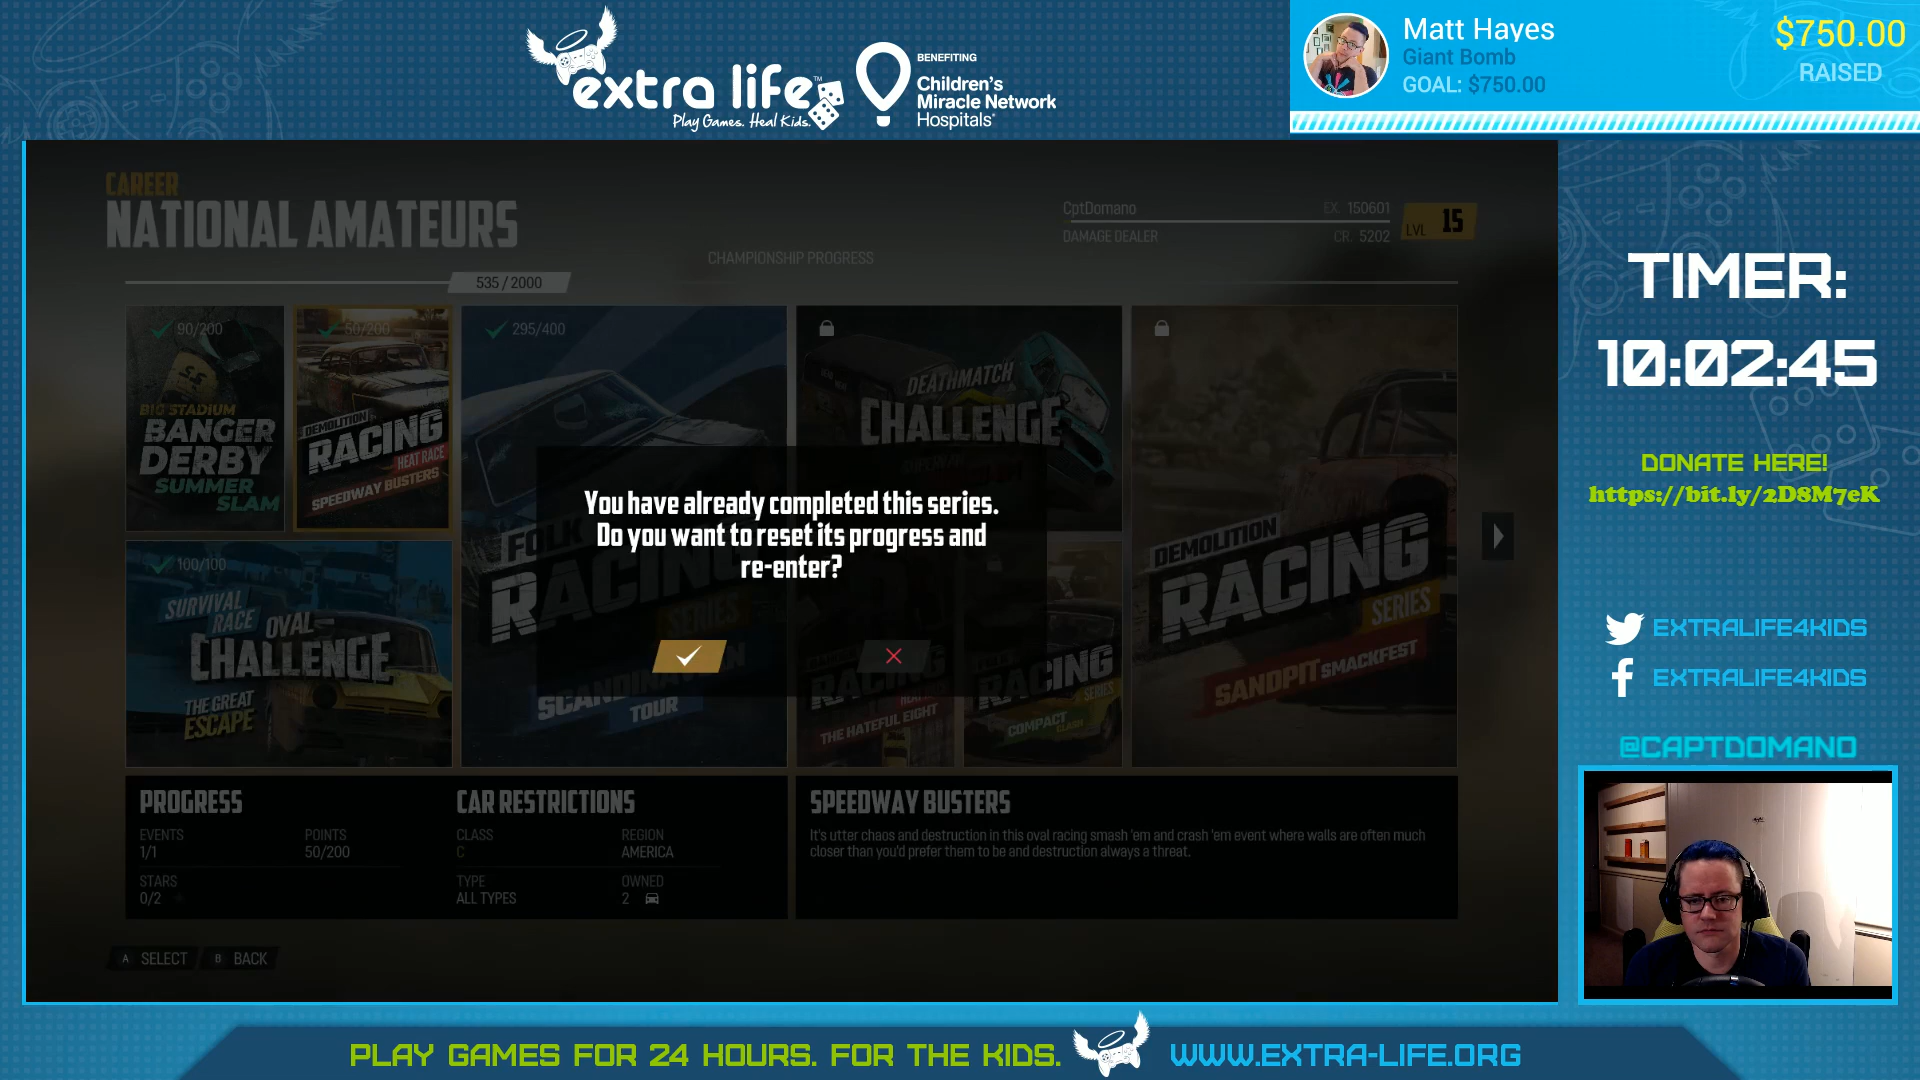 extra life™
Play Games. Heal Kids.
BENEFITING
Children's
Miracle Network
Hospitals®
Matt Hayes
Giant Bomb
GOAL: $750.00
$750.00
RAISED
CAREER
NATIONAL AMATEURS
CptDomano
EX. 150601
DAMAGE DEALER
CR. 5202
LVL 15
CHAMPIONSHIP PROGRESS
535 / 2000
90/200
BIG STADIUM
BANGER
DERBY
SUMMER
SLAM
50/200
DEMOLITION
RACING
HEAT RACE
SPEEDWAY BUSTERS
295/400
FOLK
RACING
SERIES
TOUR
DEATHMATCH
CHALLENGE
DEMOLITION
RACING
SERIES
SANDPIT SMACKFEST
100/100
SURVIVAL
RACE
OVAL
CHALLENGE
THE GREAT
ESCAPE
RACING
THE HATEFUL EIGHT
RACING
SERIES
COMPACT
You have already completed this series.
Do you want to reset its progress and
re-enter?
PROGRESS
EVENTS
1/1
POINTS
50/200
STARS
0/2
CAR RESTRICTIONS
CLASS
C
REGION
AMERICA
TYPE
ALL TYPES
OWNED
2
SPEEDWAY BUSTERS
It's utter chaos and destruction in this oval racing smash 'em and crash 'em event where walls are often much
closer than you'd prefer them to be and destruction always a threat.
A SELECT
B BACK
TIMER:
10:02:45
DONATE HERE!
https://bit.ly/2D8M7eK
EXTRALIFE4KIDS
EXTRALIFE4KIDS
@CAPTDOMANO
PLAY GAMES FOR 24 HOURS. FOR THE KIDS.
WWW.EXTRA-LIFE.ORG